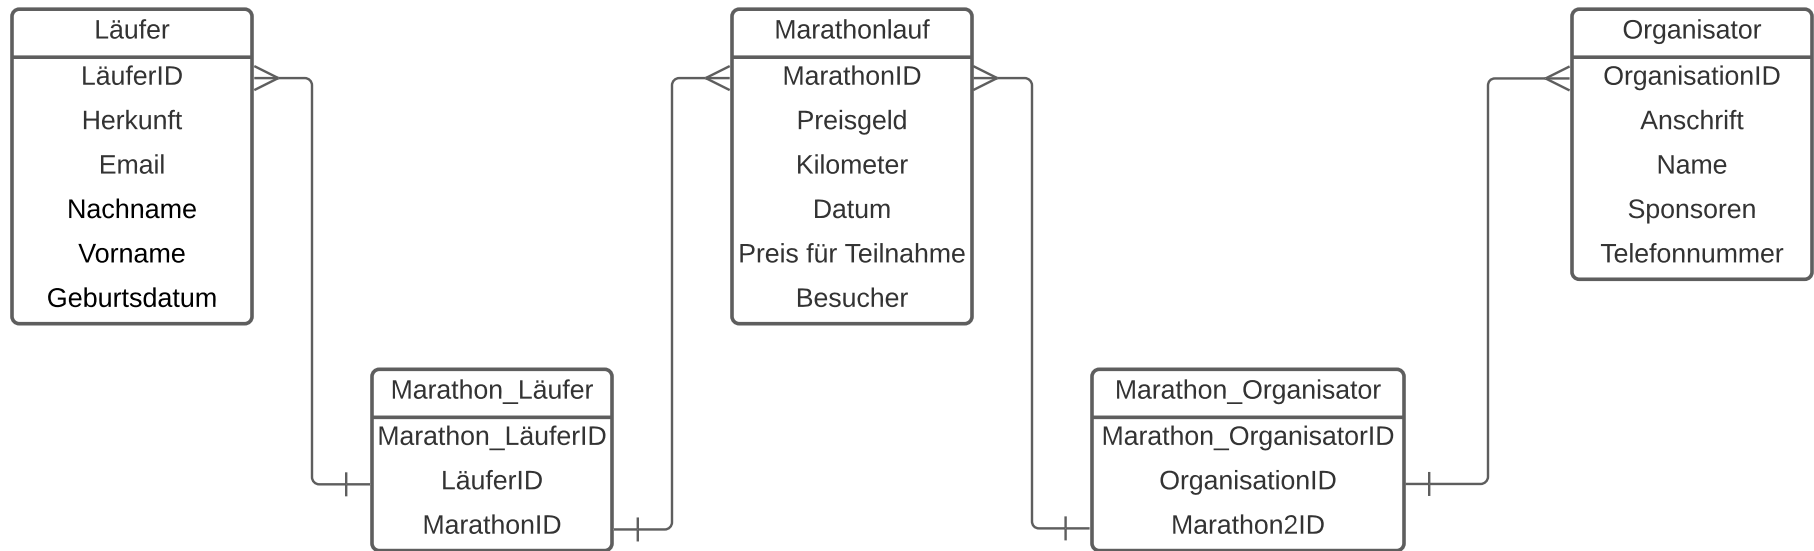 Läufer
LäuferID
Herkunft
Email
Nachname
Vorname
Geburtsdatum
Marathon_Läufer
Marathon_LäuferID
LäuferID
MarathonID
Marathonlauf
MarathonID
Preisgeld
Kilometer
Datum
Preis für Teilnahme
Besucher
Marathon_Organisator
Marathon_OrganisatorID
OrganisationID
Marathon2ID
Organisator
OrganisationID
Anschrift
Name
Sponsoren
Telefonnummer